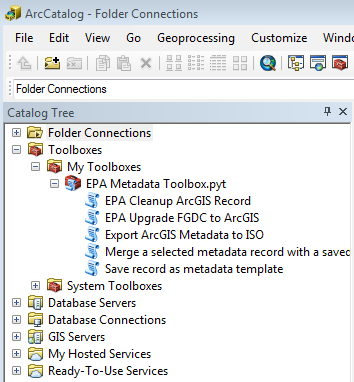 ArcCatalog - Folder Connections
File Edit View Go Geoprocessing Customize
Folder Connections
Catalog Tree
Folder Connections
Toolboxes
My Toolboxes
EPA Metadata Toolbox.pyt
EPA Cleanup ArcGIS Record
EPA Upgrade FGDC to ArcGIS
Export ArcGIS Metadata to ISO
Merge a selected metadata record with a saved
Save record as metadata template
System Toolboxes
Database Servers
Database Connections
GIS Servers
My Hosted Services
Ready-To-Use Services